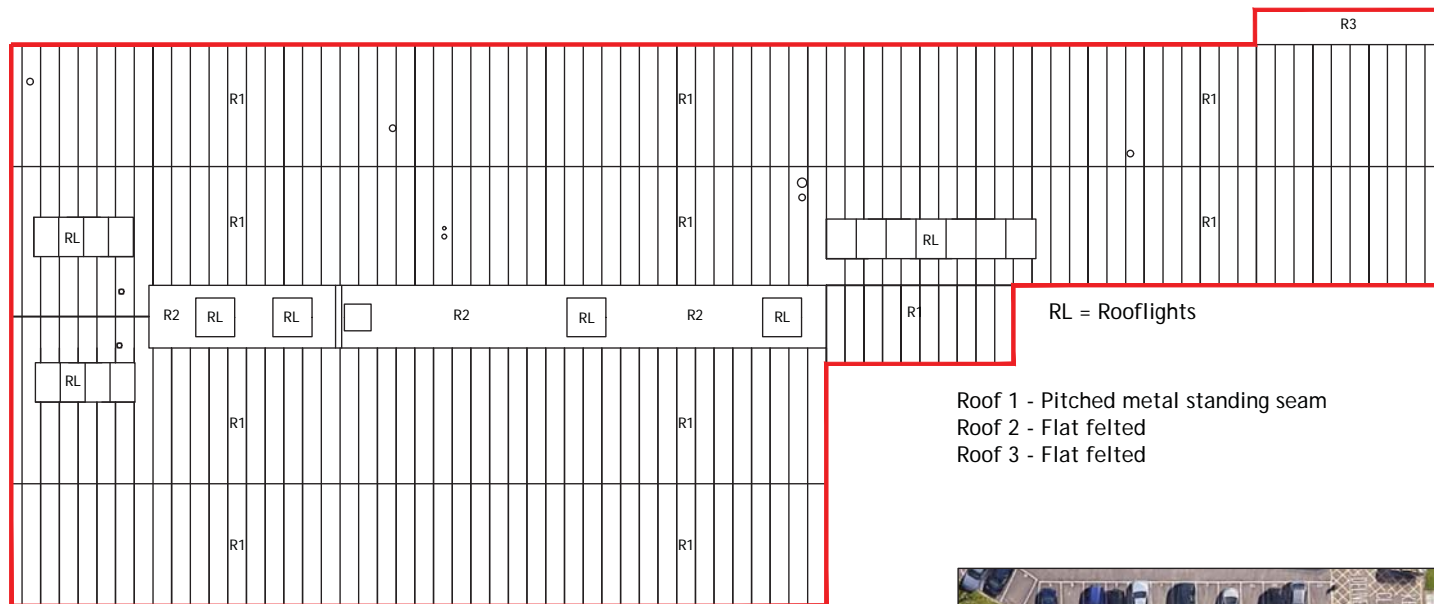 R3
R1
R1
R1
R1
R1
R1
RL
RL
R2
RL
RL
R2
RL
R2
RL
R1
RL = Rooflights
RL
R1
R1
Roof 1 - Pitched metal standing seam
Roof 2 - Flat felted
Roof 3 - Flat felted
R1
R1